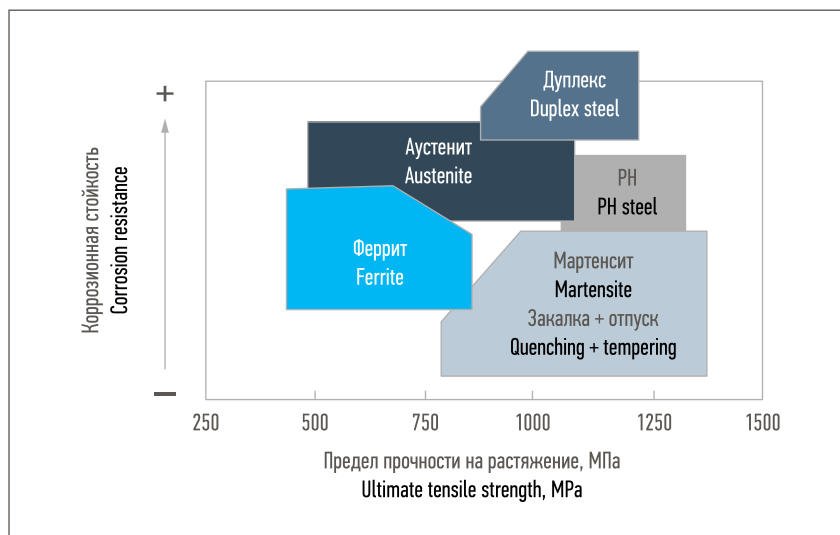 +
Коррозионная стойкость
Corrosion resistance
–
Дуплекс
Duplex steel
Аустенит
Austenite
PH
PH steel
Феррит
Ferrite
Мартенсит
Martensite
Закалка + отпуск
Quenching + tempering
250 500 750 1000 1250 1500
Предел прочности на растяжение, МПа
Ultimate tensile strength, MPa